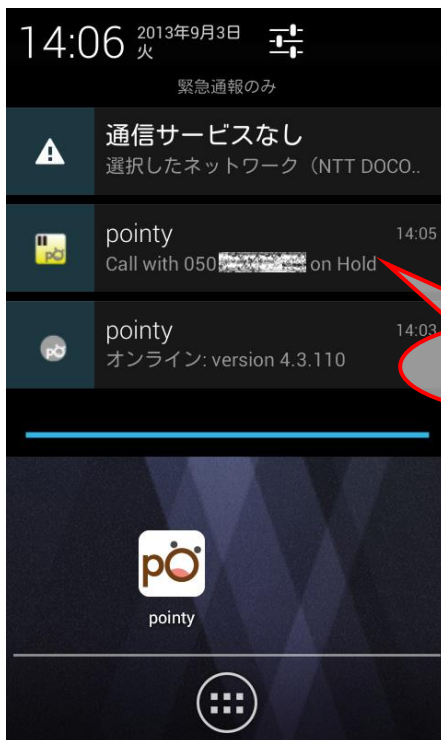 14:06 2013年9月3日
火
緊急通報のみ
通信サービスなし
選択したネットワーク（NTT DOCO..
pointy 14:05
Call with 050 on Hold
pointy 14:03
オンライン: version 4.3.110
pö
pointy